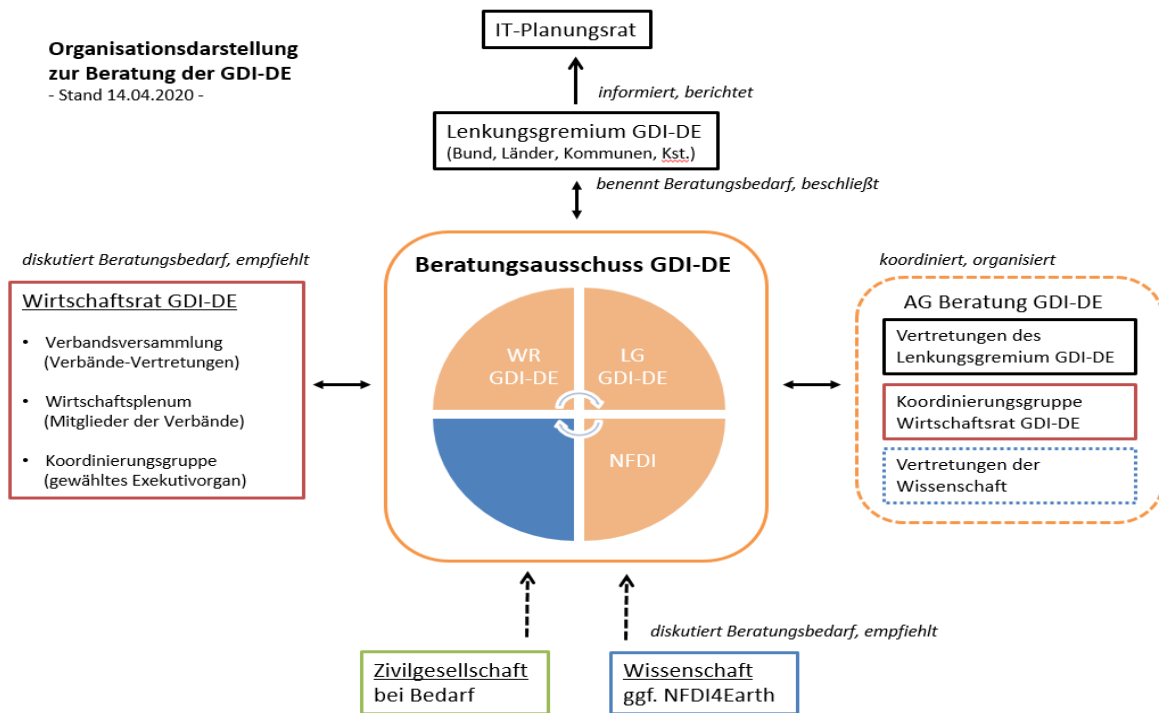 Organisationsdarstellung
zur Beratung der GDI-DE
- Stand 14.04.2020 -
IT-Planungsrat
informiert, berichtet
Lenkungsgremium GDI-DE
(Bund, Länder, Kommunen, Kst.)
benennt Beratungsbedarf, beschließt
diskutiert Beratungsbedarf, empfiehlt
Wirtschaftsrat GDI-DE
• Verbandsversammlung
(Verbände-Vertretungen)
• Wirtschaftsplenum
(Mitglieder der Verbände)
• Koordinierungsgruppe
(gewähltes Exekutivorgan)
Beratungsausschuss GDI-DE
WR
GDI-DE
LG
GDI-DE
NFDI
koordiniert, organisiert
AG Beratung GDI-DE
Vertretungen des
Lenkungsgremium GDI-DE
Koordinierungsgruppe
Wirtschaftsrat GDI-DE
Vertretungen der
Wissenschaft
diskutiert Beratungsbedarf, empfiehlt
Zivilgesellschaft
bei Bedarf
Wissenschaft
ggf. NFDI4Earth